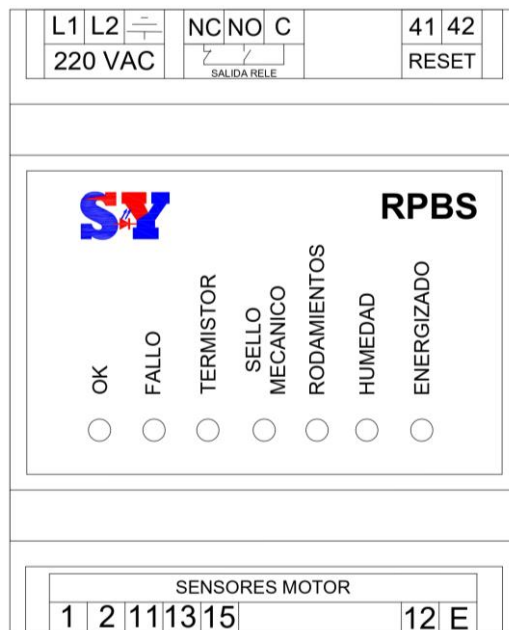 L1 L2 NC NO C 41 42
220 VAC SALIDA RELE RESET
SY RPBS
OK
FALLO
TERMISTOR
SELLO
MECANICO
RODAMIENTOS
HUMEDAD
ENERGIZADO
SENSORES MOTOR
1 2 11 13 15 12 E